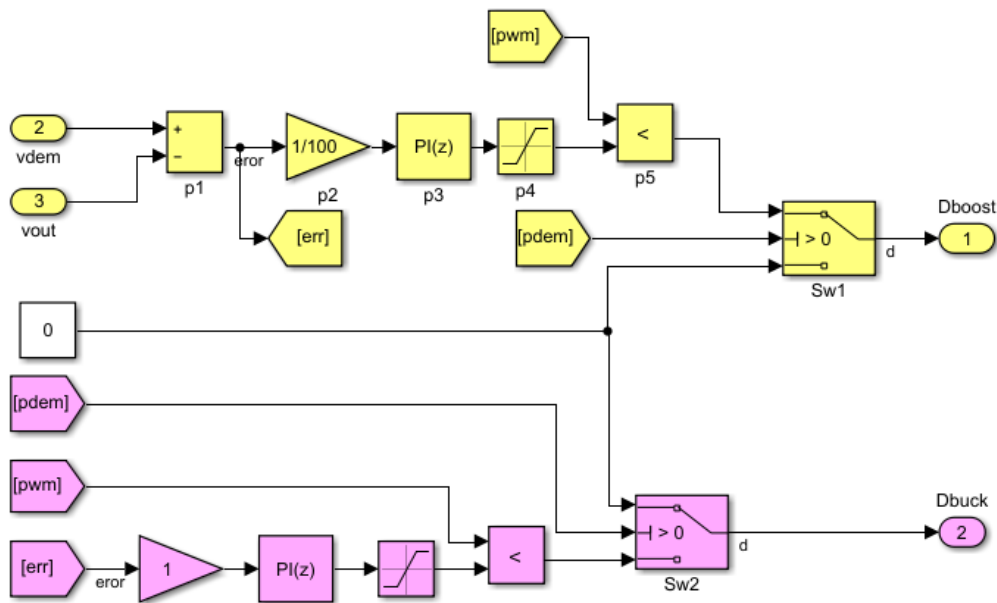 [pwm]
2
vdem
+
−
p1
eror
1/100
p2
PI(z)
p3
p4
<
p5
3
vout
[err]
[pdem]
> 0
Sw1
d
Dboost
1
0
[pdem]
[pwm]
[err]
eror
1
PI(z)
<
> 0
Sw2
d
Dbuck
2